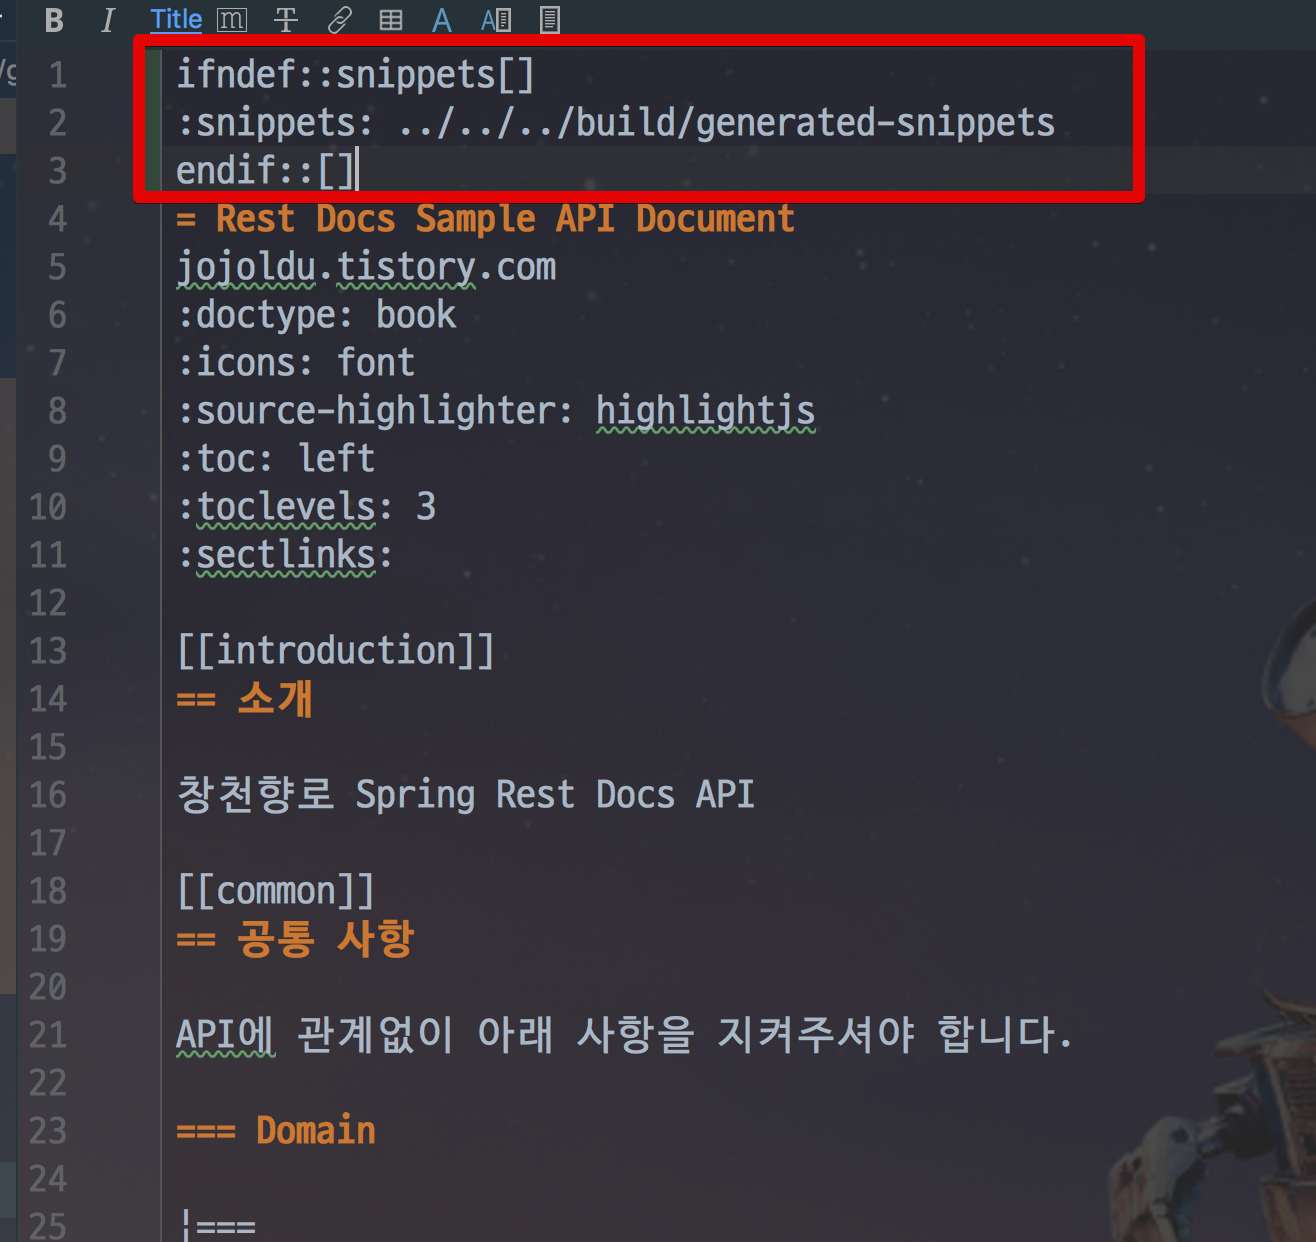 B I Title m T A A
/g
1 ifndef::snippets[]
2 :snippets: ../../../build/generated-snippets
3 endif::[]
4 = Rest Docs Sample API Document
5 jojoldu.tistory.com
6 :doctype: book
7 :icons: font
8 :source-highlighter: highlightjs
9 :toc: left
10 :toclevels: 3
11 :sectlinks:
12
13 [[introduction]]
14 == 소개
15
16 창천향로 Spring Rest Docs API
17
18 [[common]]
19 == 공통 사항
20
21 API에 관계없이 아래 사항을 지켜주셔야 합니다.
22
23 === Domain
24
25 |===